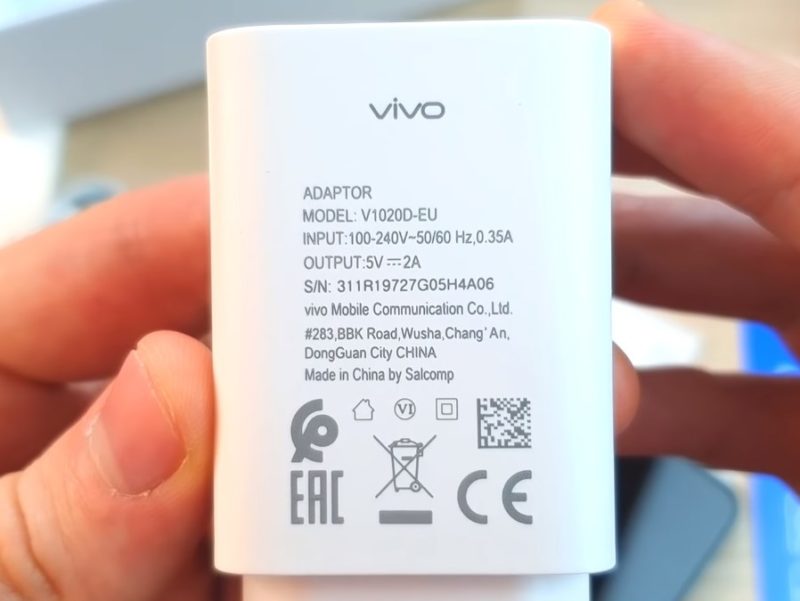 vivo
ADAPTOR
MODEL: V1020D-EU
INPUT:100-240V~50/60 Hz,0.35A
OUTPUT:5V⎓2A
S/N: 311R19727G05H4A06
vivo Mobile Communication Co.,Ltd.
#283,BBK Road,Wusha,Chang'An,
DongGuan City CHINA
Made in China by Salcomp
VI
EAC CE